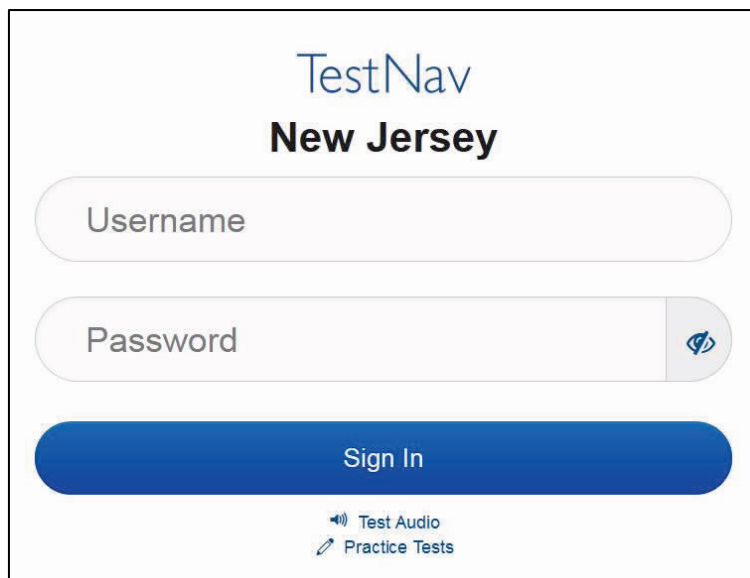 TestNav
New Jersey
Username
Password
Sign In
Test Audio
Practice Tests